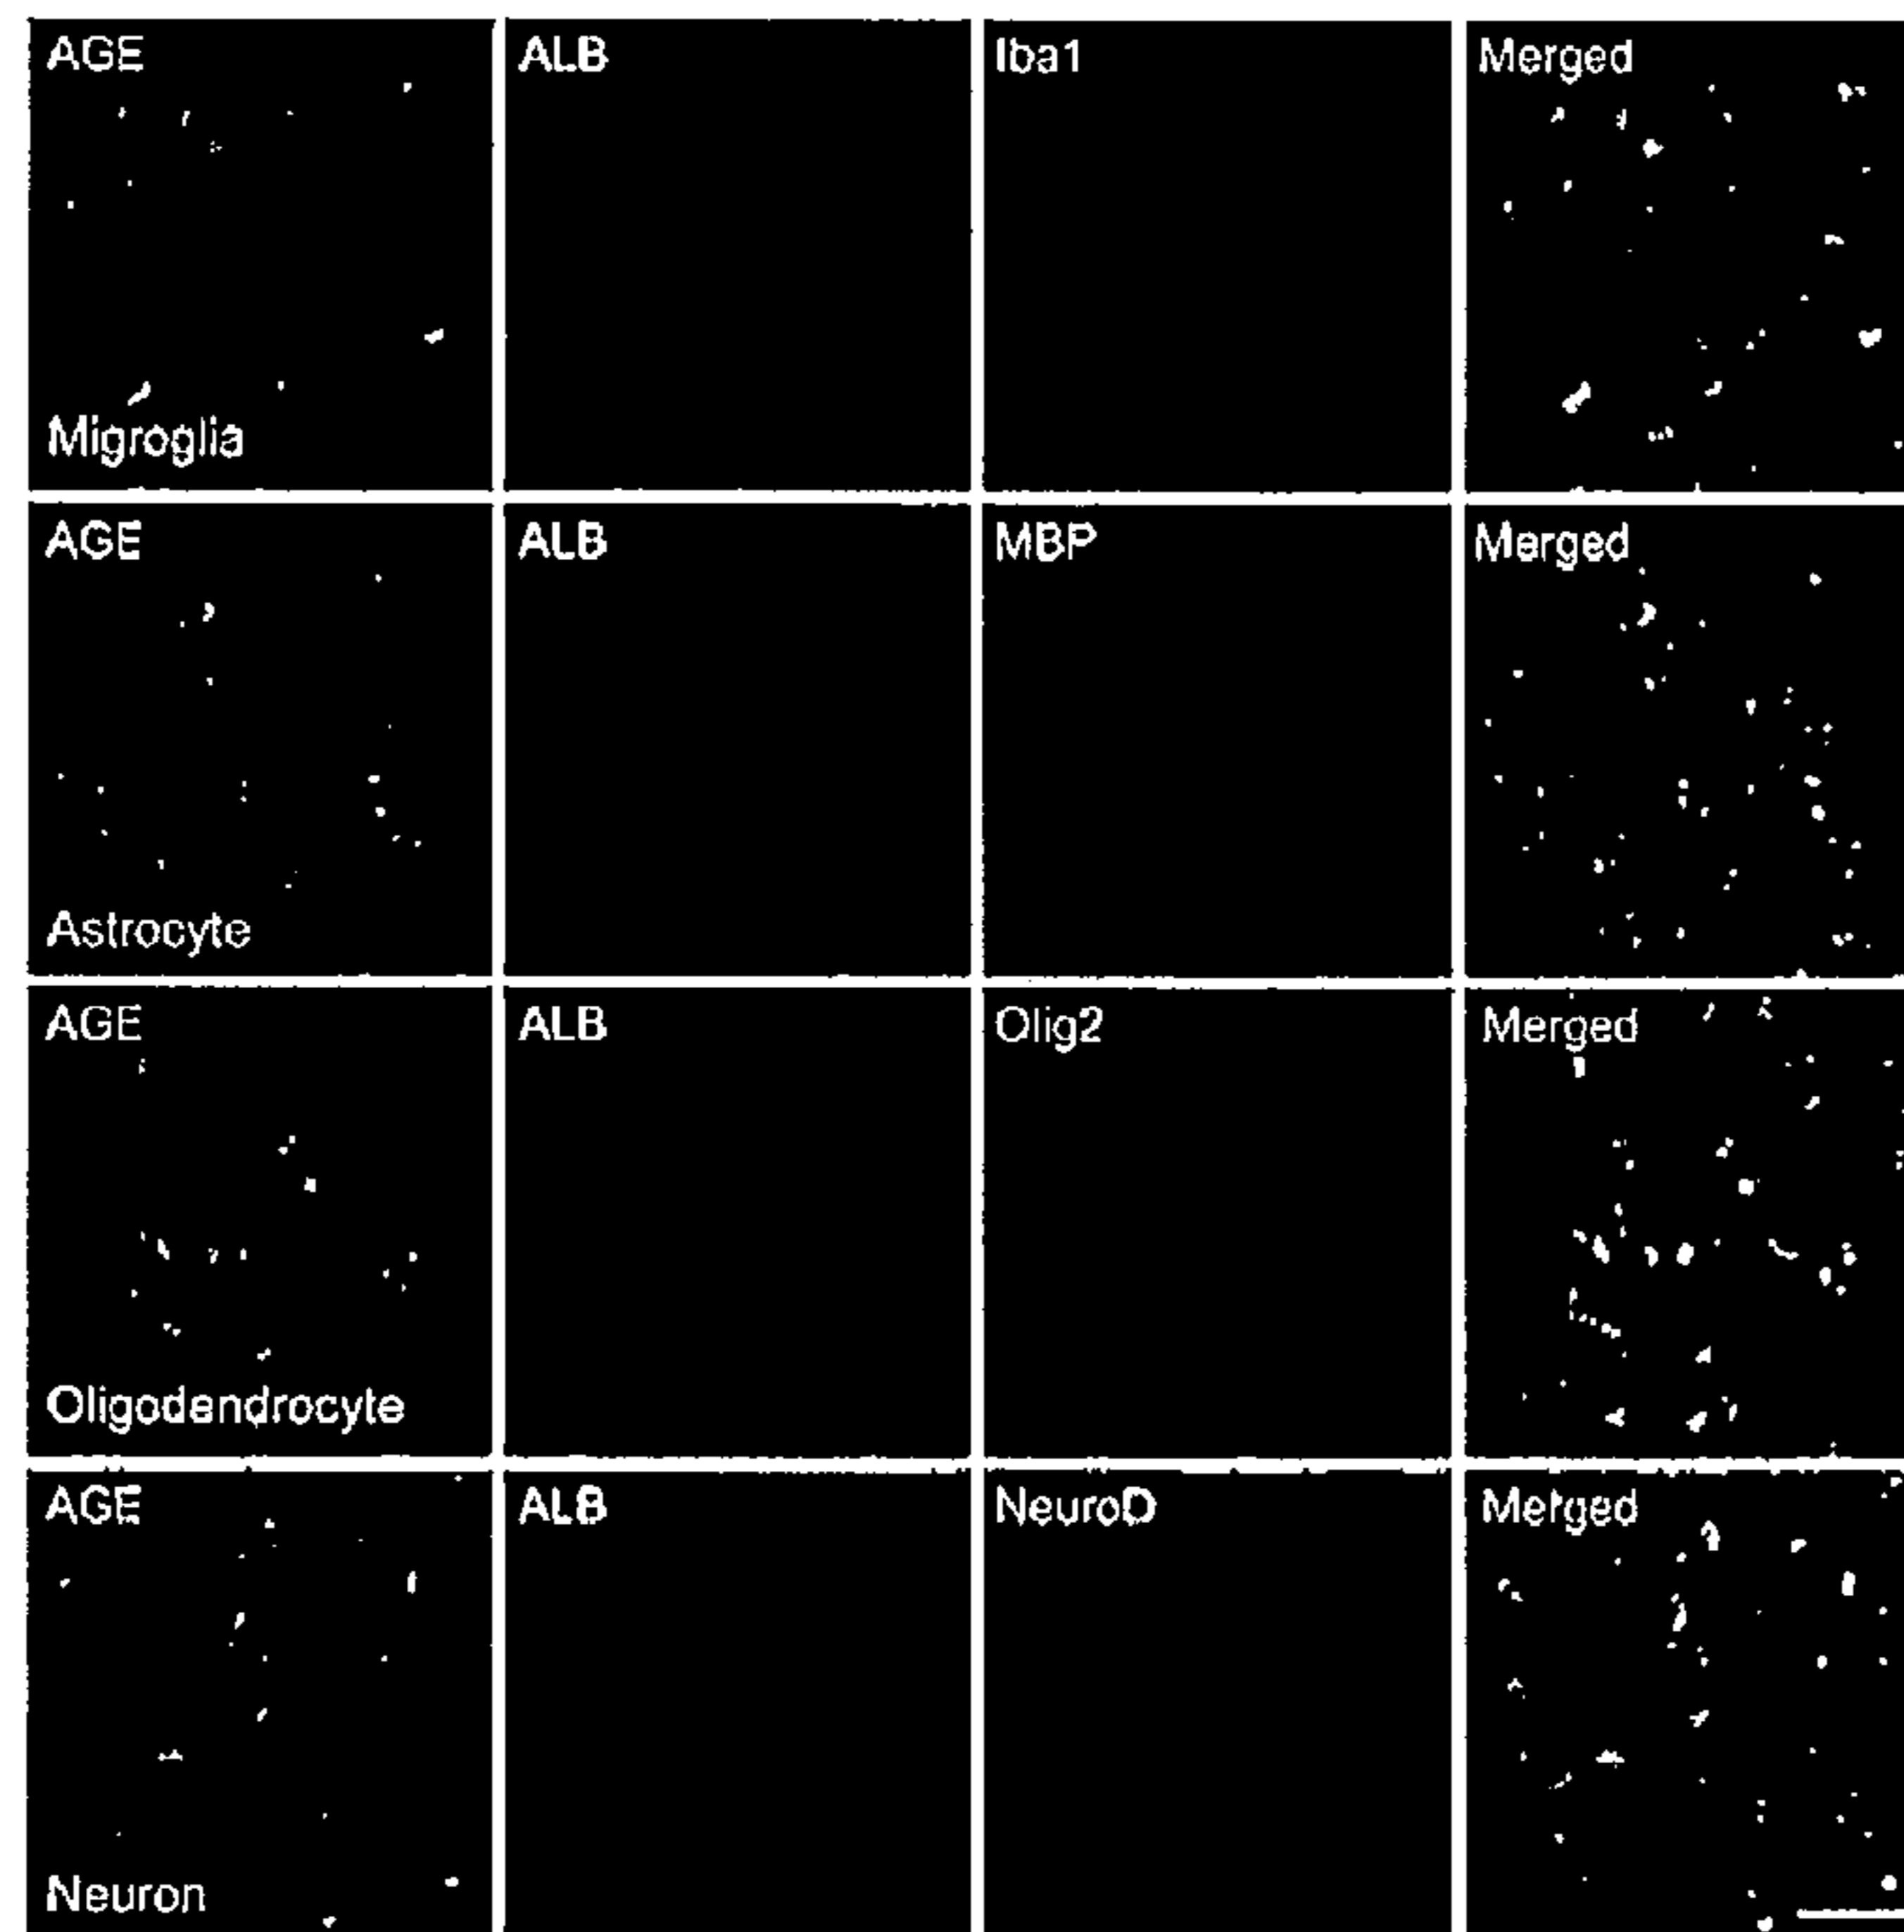 AGE ALB Iba1 Merged
Migroglia
AGE ALB MBP Merged
Astrocyte
AGE ALB Olig2 Merged
Oligodendrocyte
AGE ALB NeuroD Merged
Neuron